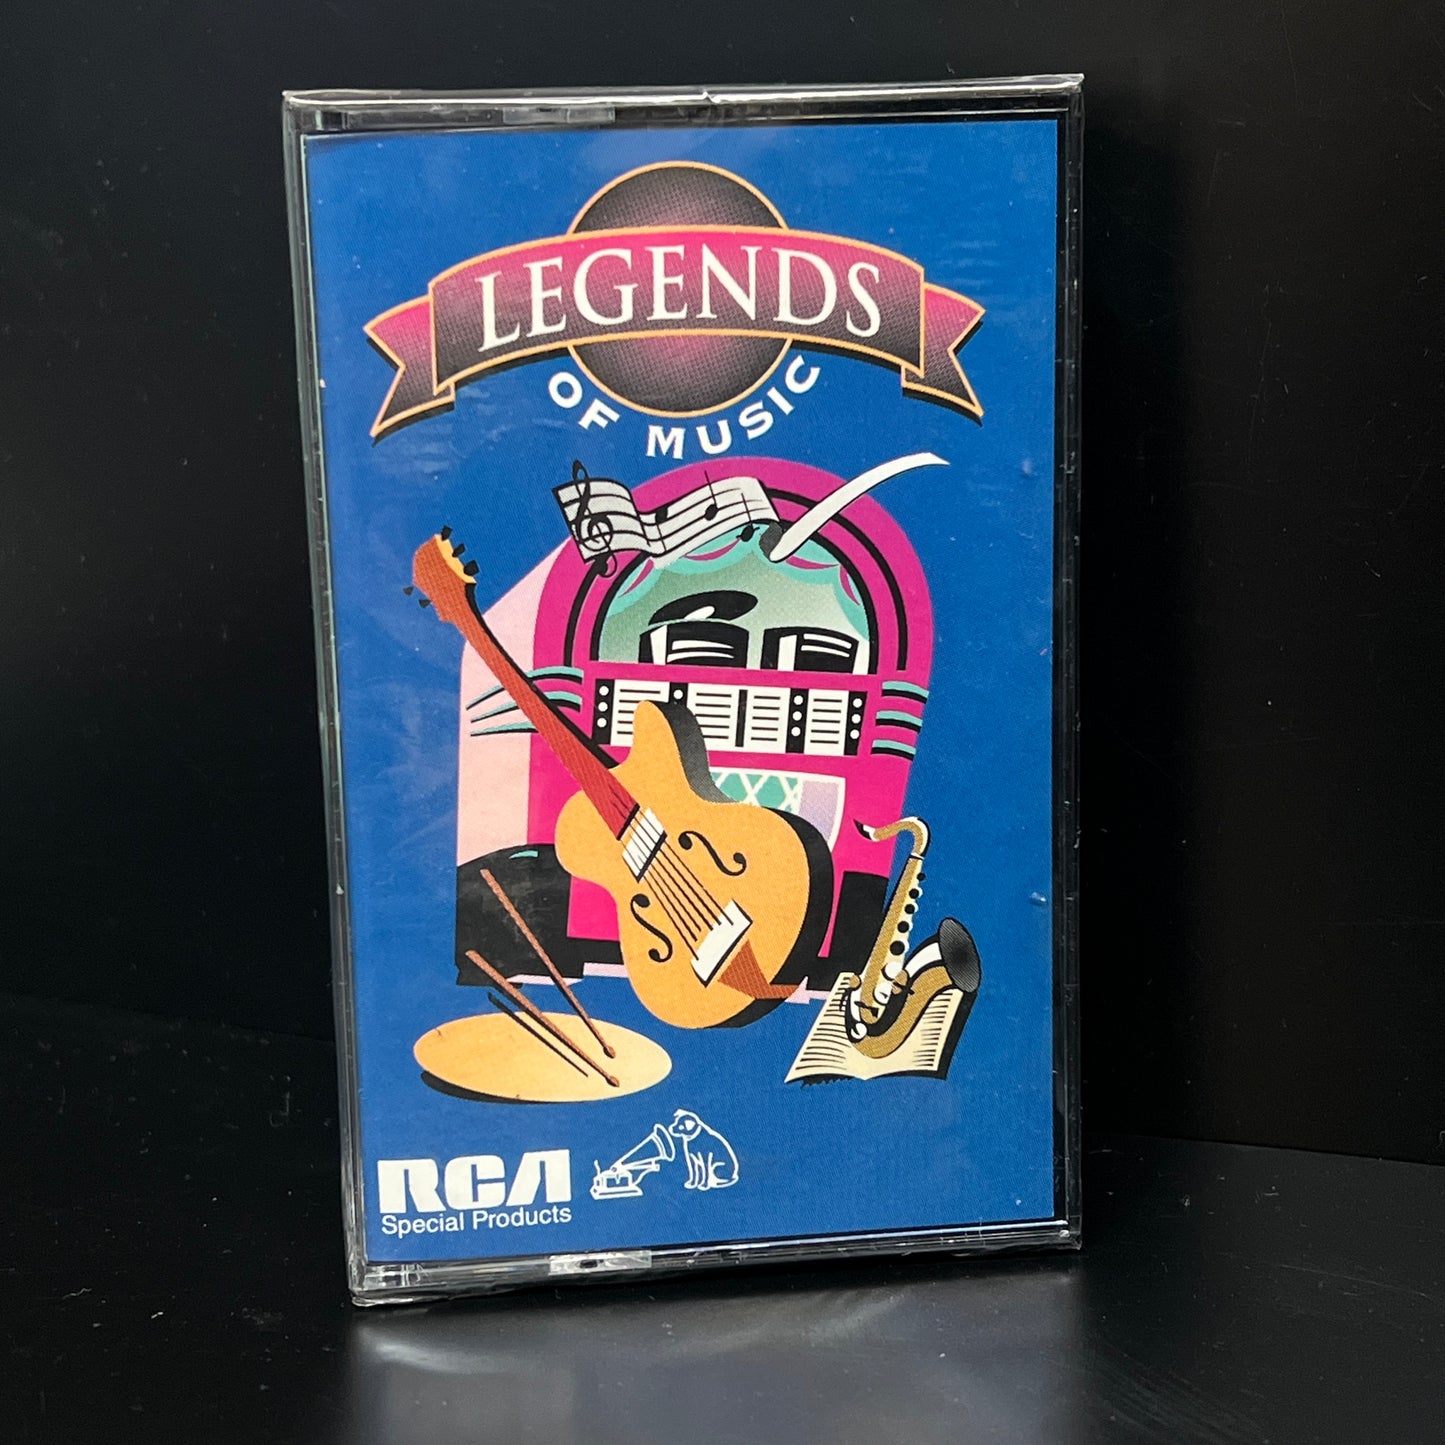 LEGENDS
OF MUSIC
RCA
Special Products